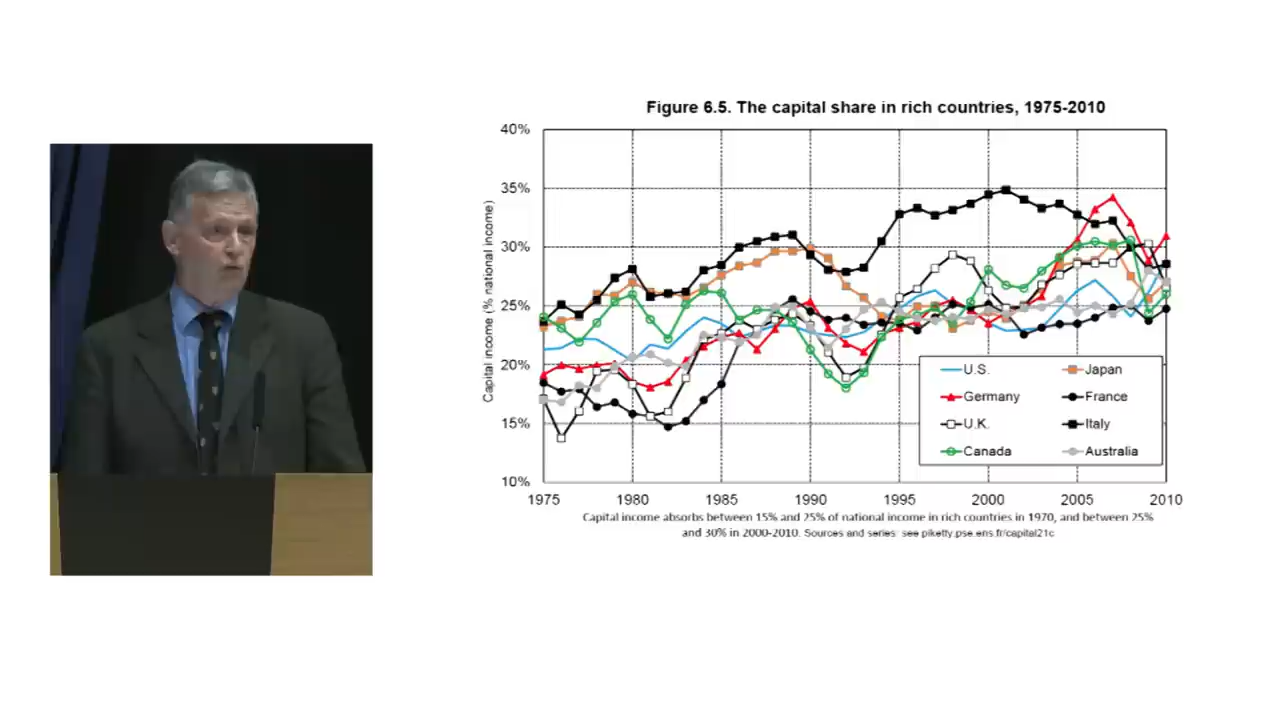 Figure 6.5. The capital share in rich countries, 1975-2010
Capital income (% national income)
40%
35%
30%
25%
20%
15%
10%
1975 1980 1985 1990 1995 2000 2005 2010
U.S. Japan
Germany France
U.K. Italy
Canada Australia
Capital income absorbs between 15% and 25% of national income in rich countries in 1970, and between 25%
and 30% in 2000-2010. Sources and series: see piketty.pse.ens.fr/capital21c